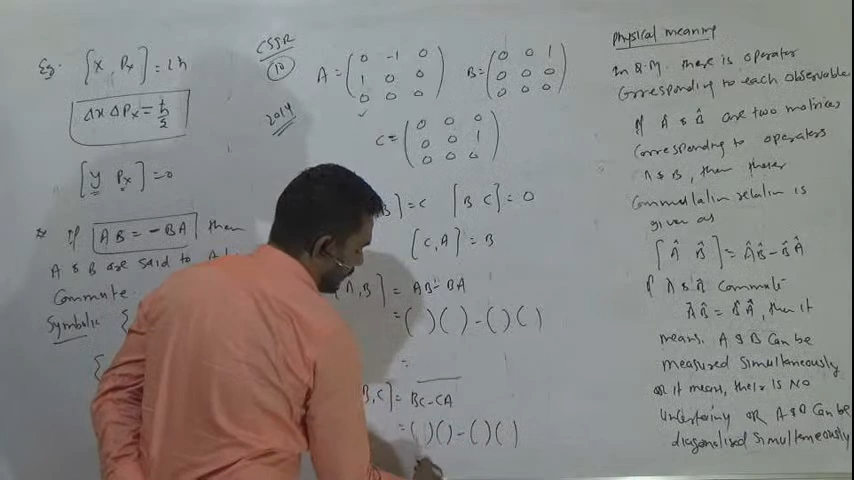 Eg. [X, Px] = iħ
Δx ΔPx = ħ/2
[y Px] = 0
** If AB = -BA then
A & B are said to A
Commute.
Symbolic {
{
CSSR
10
2014
A = ( 0 -1 0
1 0 0
0 0 0 )
B = ( 0 0 1
0 0 0
0 0 0 )
C = ( 0 0 0
0 0 1
0 0 0 )
B] = C [B C] = 0
[C, A] = B
[A, B] = AB - BA
= ( ) ( ) - ( ) ( )
=
B, C] = BC - CA
= ( ) ( ) - ( ) ( )
Physical meaning
In Q.M. there is operator
Corresponding to each observable
If Â & B̂ are two matrices
Corresponding to operators
A & B, then their
Commutation relation is
given as
[Â B̂] = ÂB̂ - B̂Â
If A & B Commute
ÂB̂ = B̂Â, then it
means. A & B Can be
measured simultaneously
or it means, their is no
uncertainty or A & B Can be
diagonalised simultaneously